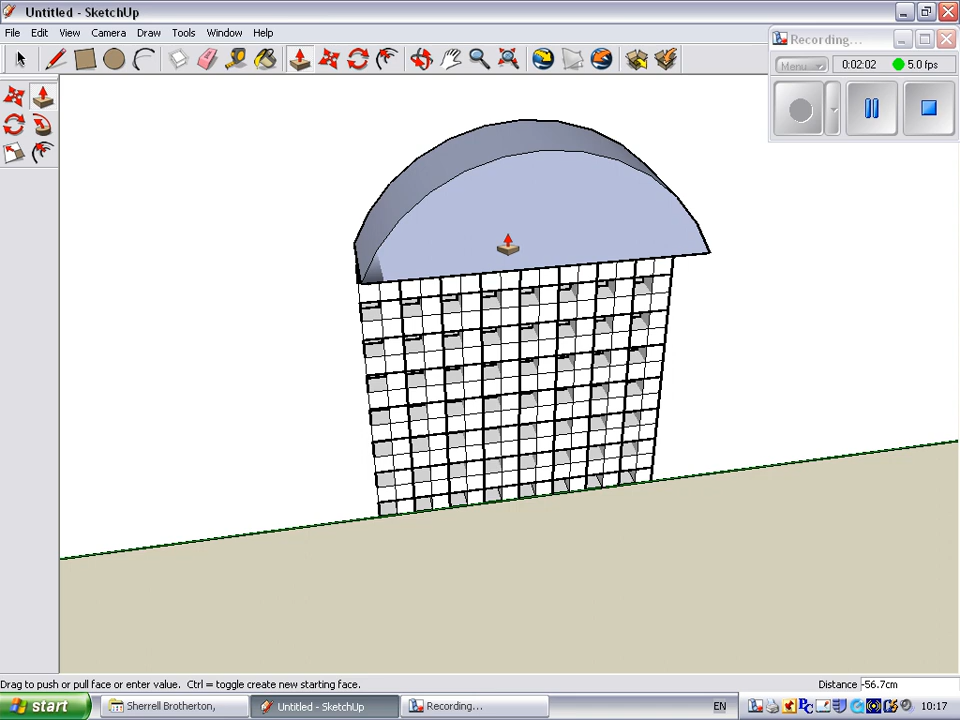 Untitled - SketchUp
File Edit View Camera Draw Tools Window Help
Recording...
Menu 0:02:02 5.0 fps
Drag to push or pull face or enter value. Ctrl = toggle create new starting face. Distance -56.7cm
start Sherrell Brotherton, Untitled - SketchUp Recording... EN 10:17